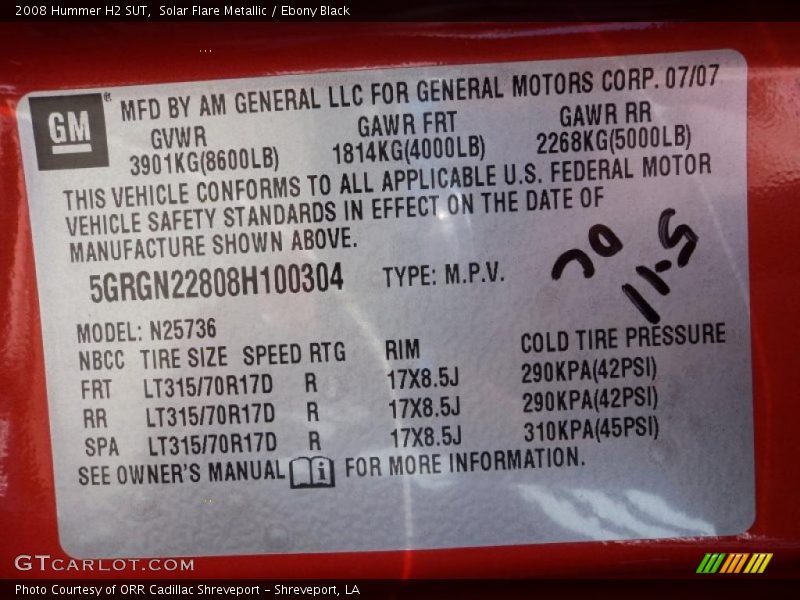 2008 Hummer H2 SUT,  Solar Flare Metallic / Ebony Black
GM®
MFD BY AM GENERAL LLC FOR GENERAL MOTORS CORP. 07/07
GVWR GAWR FRT GAWR RR
3901KG(8600LB) 1814KG(4000LB) 2268KG(5000LB)
THIS VEHICLE CONFORMS TO ALL APPLICABLE U.S. FEDERAL MOTOR
VEHICLE SAFETY STANDARDS IN EFFECT ON THE DATE OF
MANUFACTURE SHOWN ABOVE.
5GRGN22808H100304 TYPE: M.P.V.
11-5
MODEL: N25736
NBCC TIRE SIZE SPEED RTG RIM COLD TIRE PRESSURE
FRT LT315/70R17D R 17X8.5J 290KPA(42PSI)
RR LT315/70R17D R 17X8.5J 290KPA(42PSI)
SPA LT315/70R17D R 17X8.5J 310KPA(45PSI)
SEE OWNER'S MANUAL i FOR MORE INFORMATION.
GTCARLOT.COM
Photo Courtesy of ORR Cadillac Shreveport - Shreveport, LA